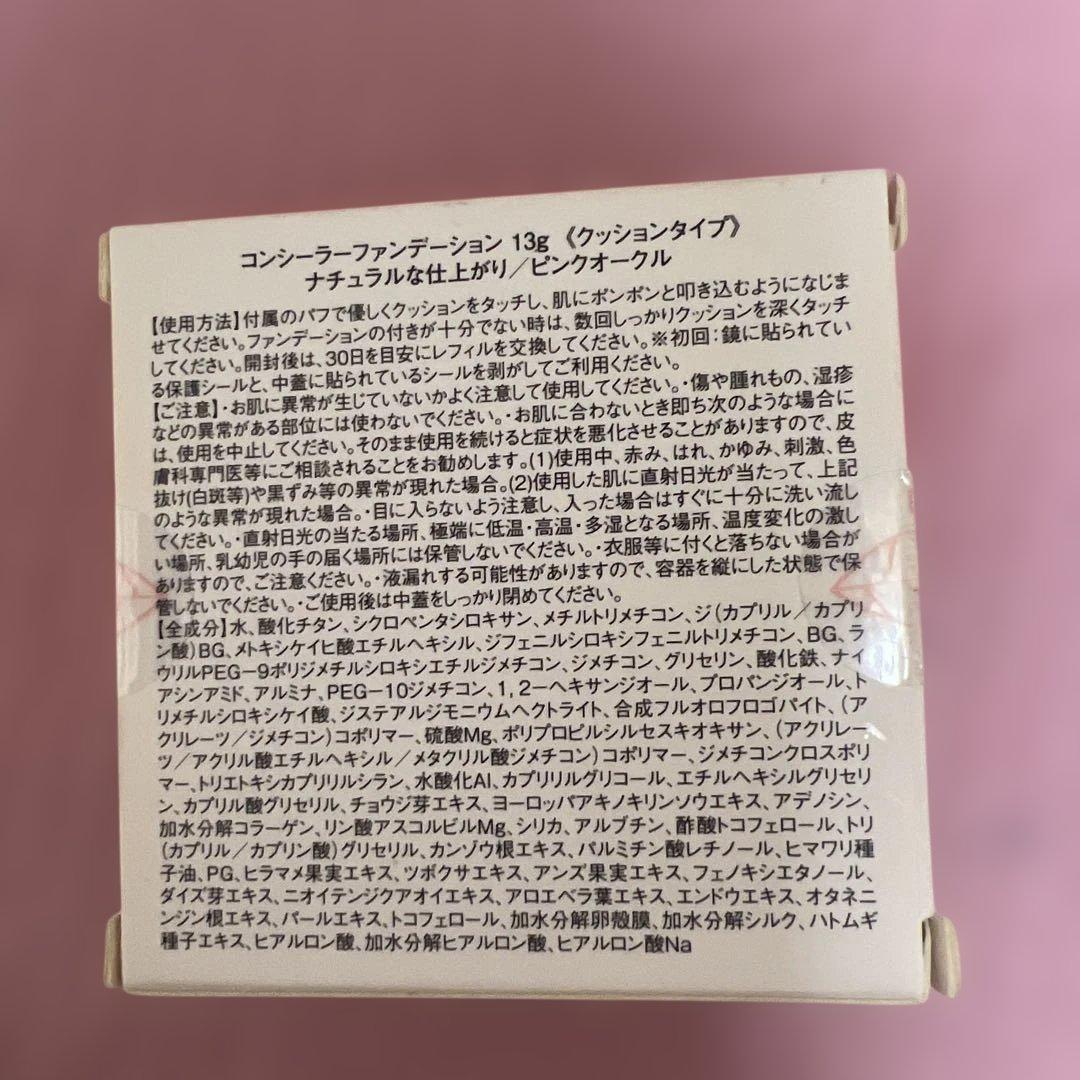 コンシーラーファンデーション 13g 《クッションタイプ》
ナチュラルな仕上がり／ピンクオークル
【使用方法】付属のパフで優しくクッションをタッチし、肌にポンポンと叩き込むようになじま
せてください。ファンデーションの付きが十分でない時は、数回しっかりクッションを深くタッチ
してください。開封後は、30日を目安にレフィルを交換してください。※初回：鏡に貼られてい
る保護シールと、中蓋に貼られているシールを剥がしてご利用ください。
【ご注意】・お肌に異常が生じていないかよく注意して使用してください。・傷や腫れもの、湿疹
などの異常がある部位には使わないでください。・お肌に合わないとき即ち次のような場合に
は、使用を中止してください。そのまま使用を続けると症状を悪化させることがありますので、皮
膚科専門医等にご相談されることをお勧めします。(1)使用中、赤み、はれ、かゆみ、刺激、色
抜け(白斑等)や黒ずみ等の異常が現れた場合。(2)使用した肌に直射日光が当たって、上記
のような異常が現れた場合。・目に入らないよう注意し、入った場合はすぐに十分に洗い流し
てください。・直射日光の当たる場所、極端に低温・高温・多湿となる場所、温度変化の激し
い場所、乳幼児の手の届く場所には保管しないでください。・衣服等に付くと落ちない場合が
ありますので、ご注意ください。・液漏れする可能性がありますので、容器を縦にした状態で保
管しないでください。・ご使用後は中蓋をしっかり閉めてください。
【全成分】水、酸化チタン、シクロペンタシロキサン、メチルトリメチコン、ジ(カプリル／カプリ
ン酸)BG、メトキシケイヒ酸エチルヘキシル、ジフェニルシロキシフェニルトリメチコン、BG、ラ
ウリルPEG－9ポリジメチルシロキシエチルジメチコン、ジメチコン、グリセリン、酸化鉄、ナイ
アシンアミド、アルミナ、PEG－10ジメチコン、1,2－ヘキサンジオール、プロパンジオール、ト
リメチルシロキシケイ酸、ジステアルジモニウムヘクトライト、合成フルオロフロゴパイト、(ア
クリレーツ／ジメチコン)コポリマー、硫酸Mg、ポリプロピルシルセスキオキサン、(アクリレー
ツ／アクリル酸エチルヘキシル／メタクリル酸ジメチコン)コポリマー、ジメチコンクロスポリ
マー、トリエトキシカプリリルシラン、水酸化Al、カプリリルグリコール、エチルヘキシルグリセリ
ン、カプリル酸グリセリル、チョウジ芽エキス、ヨーロッパアキノキリンソウエキス、アデノシン、
加水分解コラーゲン、リン酸アスコルビルMg、シリカ、アルブチン、酢酸トコフェロール、トリ
(カプリル／カプリン酸)グリセリル、カンゾウ根エキス、パルミチン酸レチノール、ヒマワリ種
子油、PG、ヒラマメ果実エキス、ツボクサエキス、アンズ果実エキス、フェノキシエタノール、
ダイズ芽エキス、ニオイテンジクアオイエキス、アロエベラ葉エキス、エンドウエキス、オタネニ
ンジン根エキス、パールエキス、トコフェロール、加水分解卵殻膜、加水分解シルク、ハトムギ
種子エキス、ヒアルロン酸、加水分解ヒアルロン酸、ヒアルロン酸Na